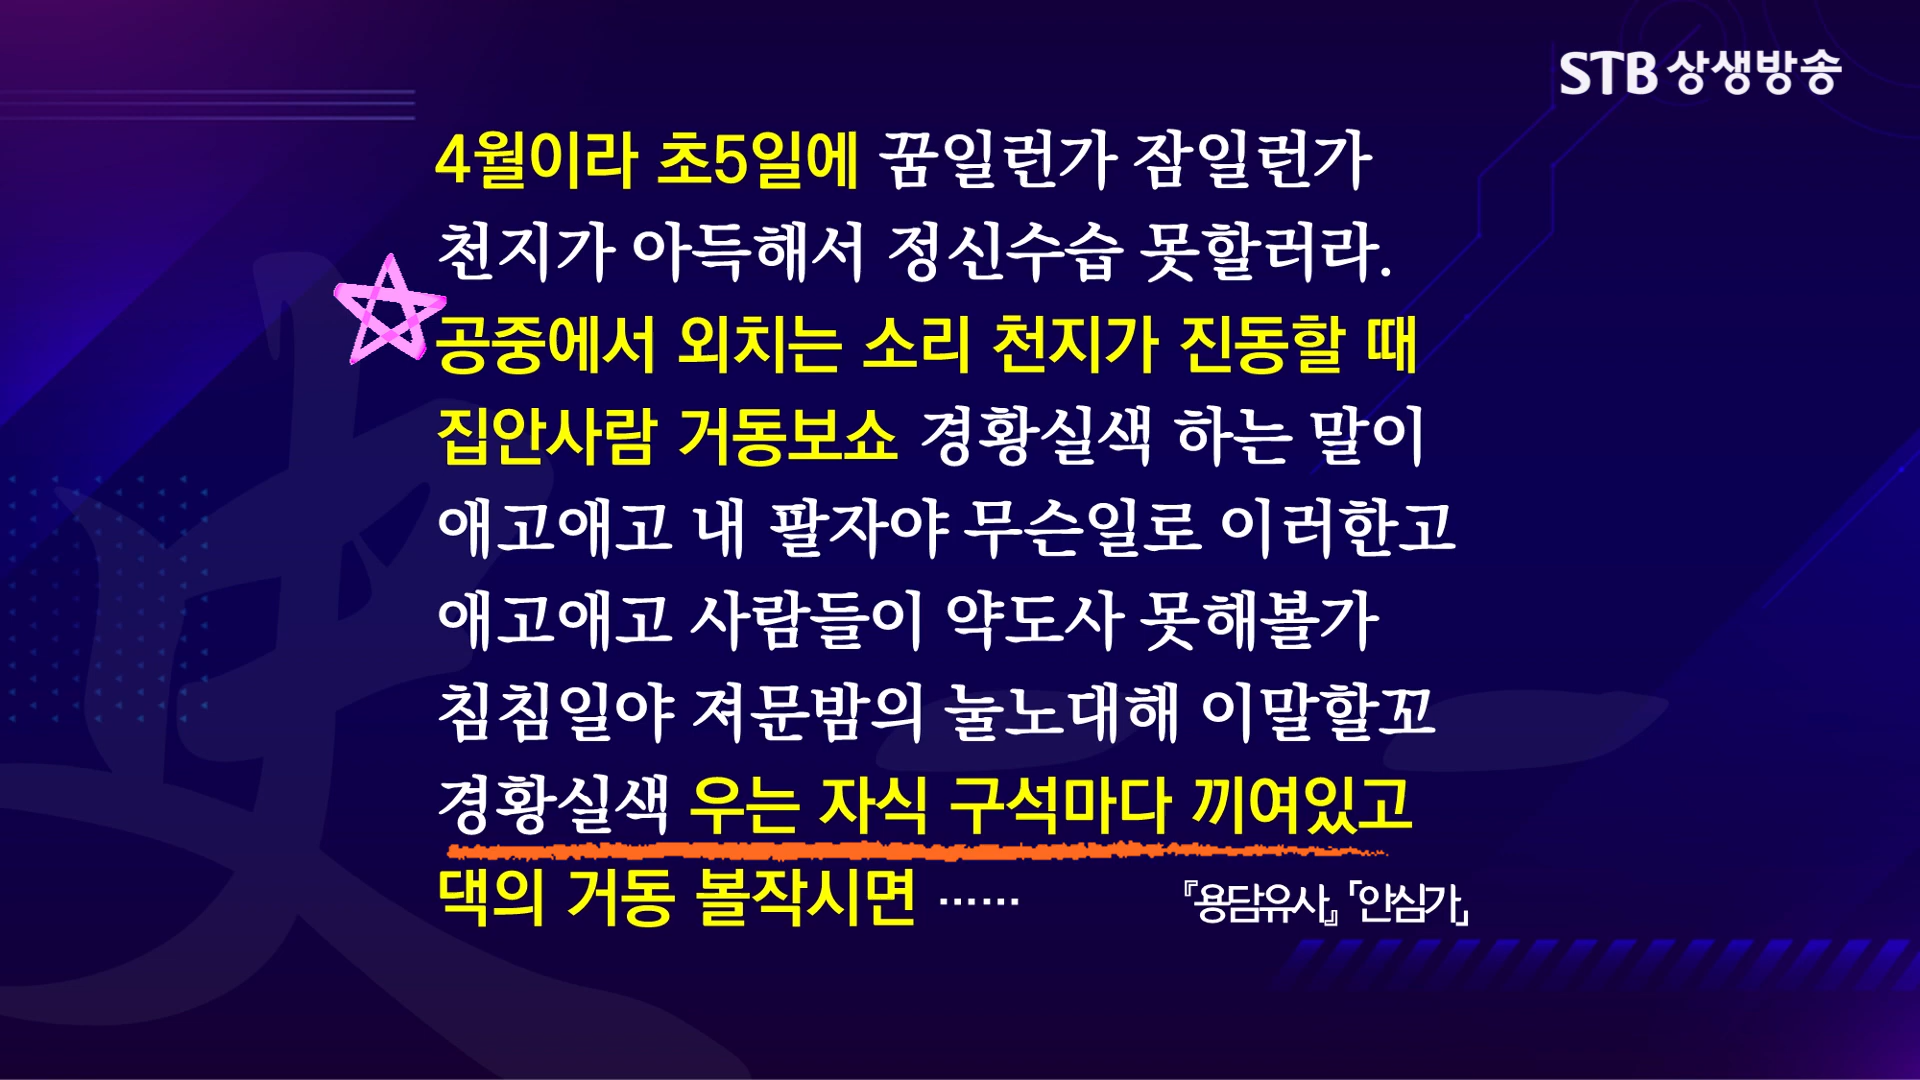 STB 상생방송
4월이라 초5일에 꿈일런가 잠일런가
천지가 아득해서 정신수습 못할러라.
공중에서 외치는 소리 천지가 진동할 때
집안사람 거동보쇼 경황실색 하는 말이
애고애고 내 팔자야 무슨일로 이러한고
애고애고 사람들이 약도사 못해볼가
침침일야 져문밤의 눌노대해 이말할꼬
경황실색 우는 자식 구석마다 끼여있고
댁의 거동 볼작시면 ……
『용담유사』 「안심가」